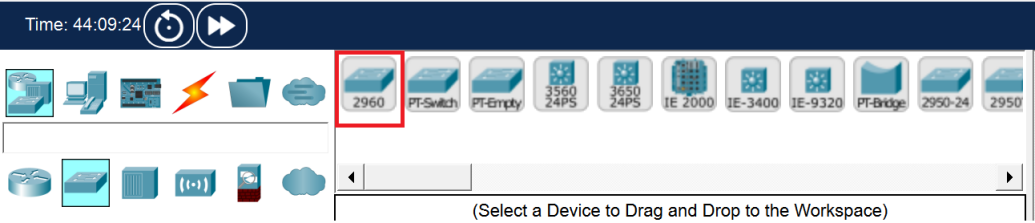 Time: 44:09:24
2960
PT-Switch
PT-Empty
3560
24PS
3650
24PS
IE 2000
IE-3400
IE-9320
PT-Bridge
2950-24
2950T
(Select a Device to Drag and Drop to the Workspace)